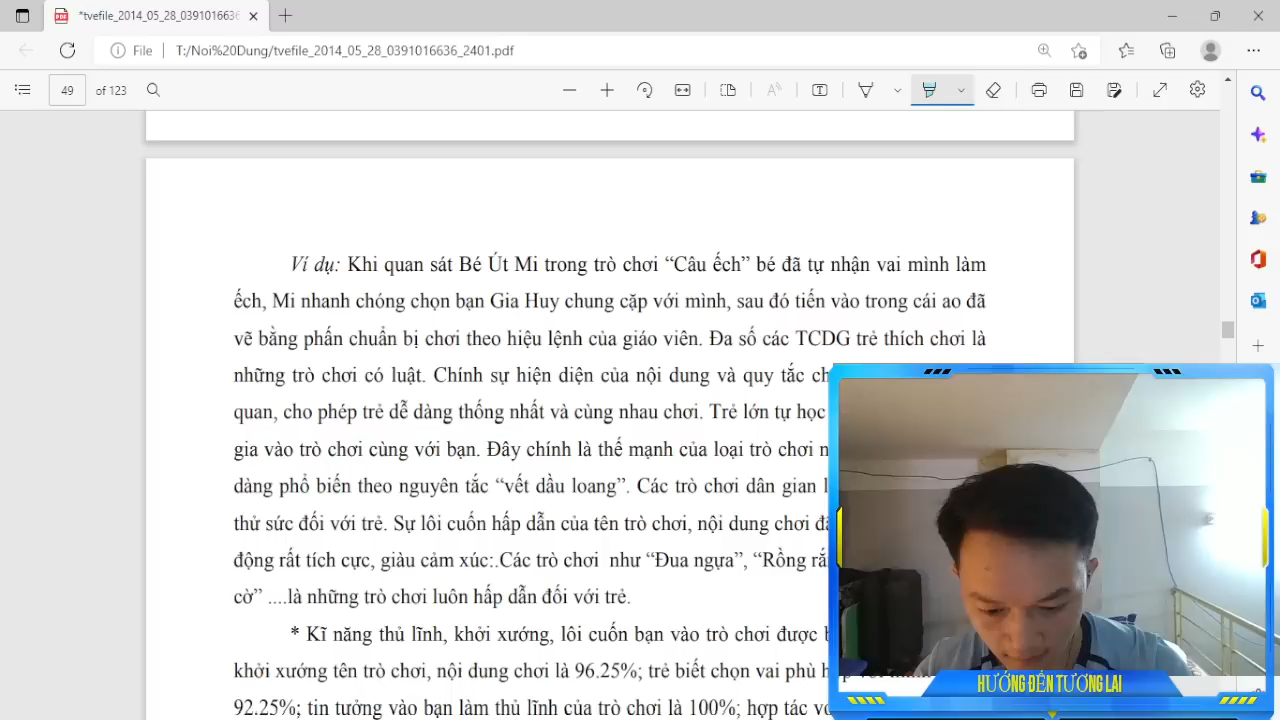 *tvefile_2014_05_28_0391016636
File T:/Noi%20Dung/tvefile_2014_05_28_0391016636_2401.pdf
49 of 123
Ví dụ: Khi quan sát Bé Út Mi trong trò chơi “Câu ếch” bé đã tự nhận vai mình làm
ếch, Mi nhanh chóng chọn bạn Gia Huy chung cặp với mình, sau đó tiến vào trong cái ao đã
vẽ bằng phấn chuẩn bị chơi theo hiệu lệnh của giáo viên. Đa số các TCDG trẻ thích chơi là
những trò chơi có luật. Chính sự hiện diện của nội dung và quy tắc
quan, cho phép trẻ dễ dàng thống nhất và cùng nhau chơi. Trẻ lớn tự học
gia vào trò chơi cùng với bạn. Đây chính là thế mạnh của loại trò chơi
dàng phổ biến theo nguyên tắc “vết dầu loang”. Các trò chơi dân gian
thử sức đối với trẻ. Sự lôi cuốn hấp dẫn của tên trò chơi, nội dung chơi
động rất tích cực, giàu cảm xúc:.Các trò chơi như “Đua ngựa”, “Rồng
cờ” ....là những trò chơi luôn hấp dẫn đối với trẻ.
* Kĩ năng thủ lĩnh, khởi xướng, lôi cuốn bạn vào trò chơi được
khởi xướng tên trò chơi, nội dung chơi là 96.25%; trẻ biết chọn vai phù
92.25%; tin tưởng vào bạn làm thủ lĩnh của trò chơi là 100%; hợp tác
HƯỚNG ĐẾN TƯƠNG LAI